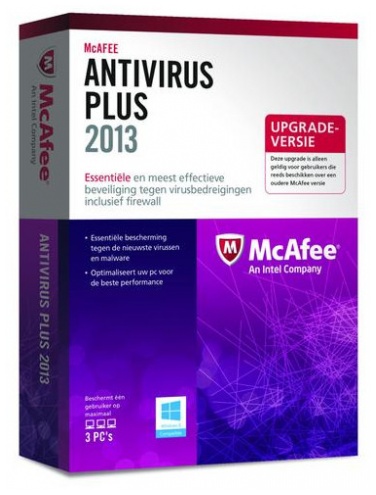 McAFEE
ANTIVIRUS
PLUS
2013
Essentiële en meest effectieve
beveiliging tegen virusbedreigingen
inclusief firewall
UPGRADE-
VERSIE
Deze upgrade is alleen
geldig voor gebruikers die
reeds beschikken over een
oudere McAfee versie
• Essentiële bescherming
tegen de nieuwste virussen
en malware
• Optimaliseert uw pc voor
de beste performance
McAfee
An Intel Company
Beschermt één
gebruiker op
maximaal
3 PC's
Windows 8
McAfee
An Intel Company
ANTIVIRUS PLUS 2013